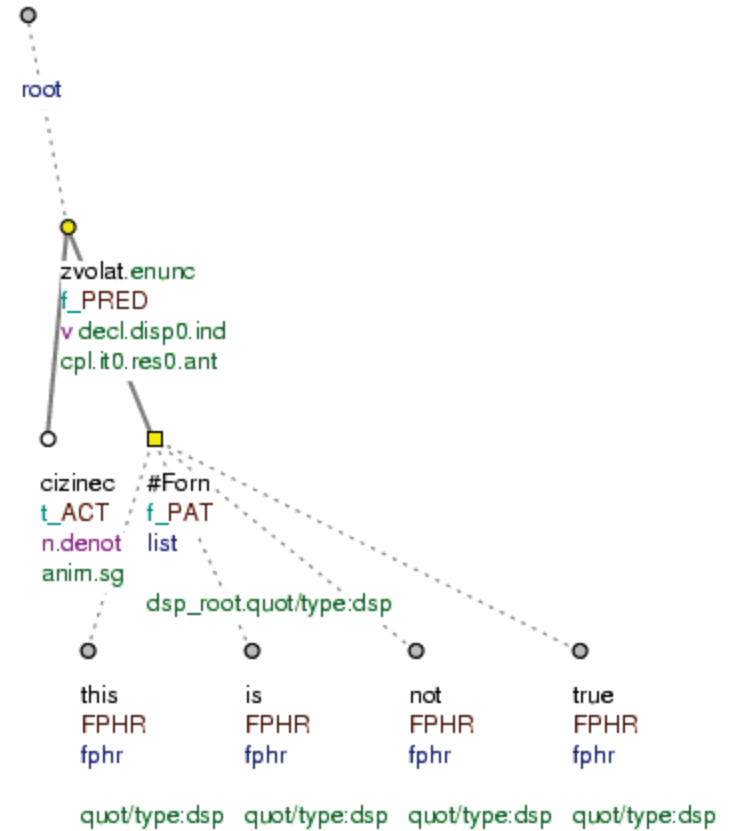 root
zvolat.enunc
f_PRED
v decl.disp0.ind
cpl.it0.res0.ant
cizinec #Forn
t_ACT f_PAT
n.denot list
anim.sg
dsp_root.quot/type:dsp
this is not true
FPHR FPHR FPHR FPHR
fphr fphr fphr fphr
quot/type:dsp quot/type:dsp quot/type:dsp quot/type:dsp